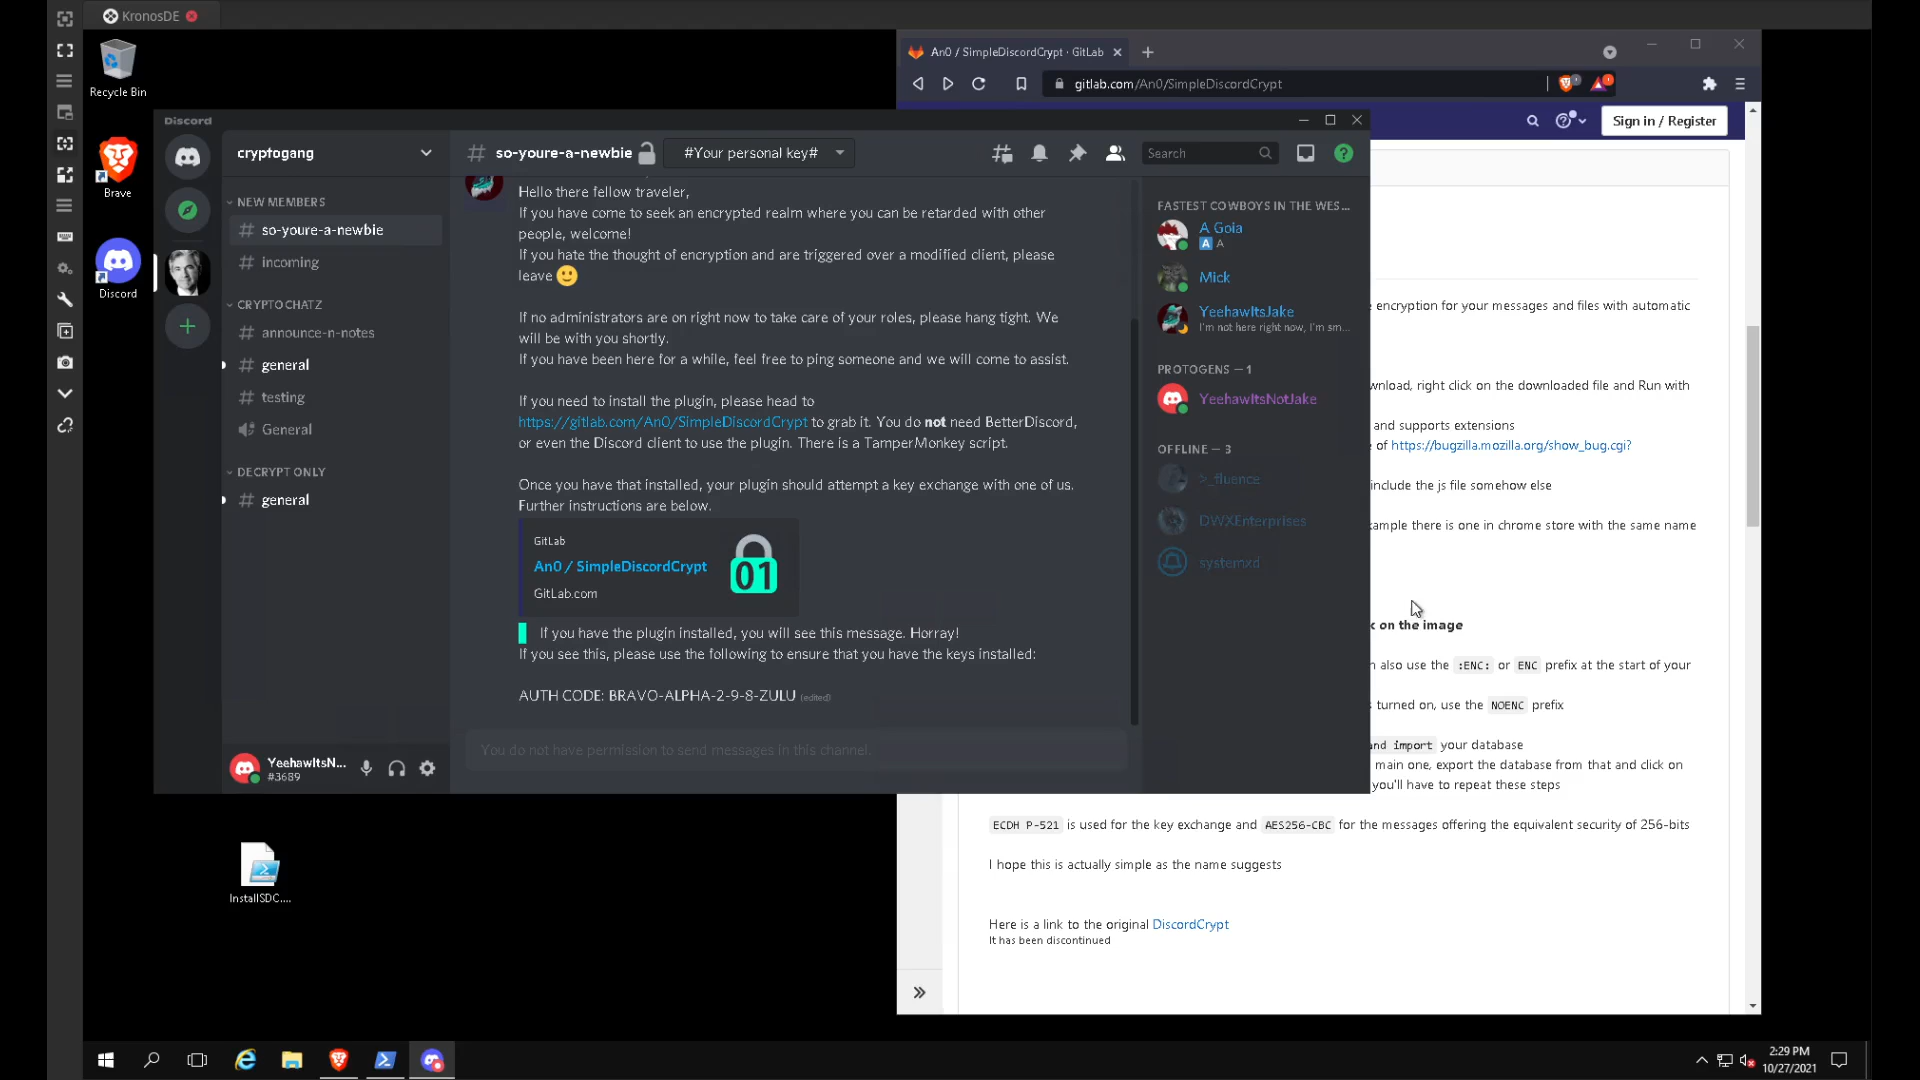 KronosDE
Recycle Bin
Brave
Discord
InstallSDC....
An0 / SimpleDiscordCrypt · GitLab
gitlab.com/An0/SimpleDiscordCrypt
Sign in / Register
Discord
cryptogang
so-youre-a-newbie
#Your personal key#
Search
NEW MEMBERS
so-youre-a-newbie
incoming
CRYPTOCHATZ
announce-n-notes
general
testing
General
DECRYPT ONLY
general
YeehawItsN...
#3689
Hello there fellow traveler,
If you have come to seek an encrypted realm where you can be retarded with other
people, welcome!
If you hate the thought of encryption and are triggered over a modified client, please
leave 🙂
If no administrators are on right now to take care of your roles, please hang tight. We
will be with you shortly.
If you have been here for a while, feel free to ping someone and we will come to assist.
If you need to install the plugin, please head to
https://gitlab.com/An0/SimpleDiscordCrypt to grab it. You do not need BetterDiscord,
or even the Discord client to use the plugin. There is a TamperMonkey script.
Once you have that installed, your plugin should attempt a key exchange with one of us.
Further instructions are below.
GitLab
An0 / SimpleDiscordCrypt
GitLab.com
01
If you have the plugin installed, you will see this message. Horray!
If you see this, please use the following to ensure that you have the keys installed:
AUTH CODE: BRAVO-ALPHA-2-9-8-ZULU (edited)
You do not have permission to send messages in this channel.
FASTEST COWBOYS IN THE WES...
A Goia
A A
Mick
YeehawItsJake
I'm not here right now, I'm sm...
PROTOGENS — 1
YeehawItsNotJake
OFFLINE — 3
>_fluence
DWXEnterprises
systemxd
e encryption for your messages and files with automatic
wnload, right click on the downloaded file and Run with
and supports extensions
e of https://bugzilla.mozilla.org/show_bug.cgi?
include the js file somehow else
xample there is one in chrome store with the same name
k on the image
n also use the :ENC: or ENC prefix at the start of your
s turned on, use the NOENC prefix
and import your database
main one, export the database from that and click on
you'll have to repeat these steps
ECDH P-521 is used for the key exchange and AES256-CBC for the messages offering the equivalent security of 256-bits
I hope this is actually simple as the name suggests
Here is a link to the original DiscordCrypt
It has been discontinued
2:29 PM
10/27/2021